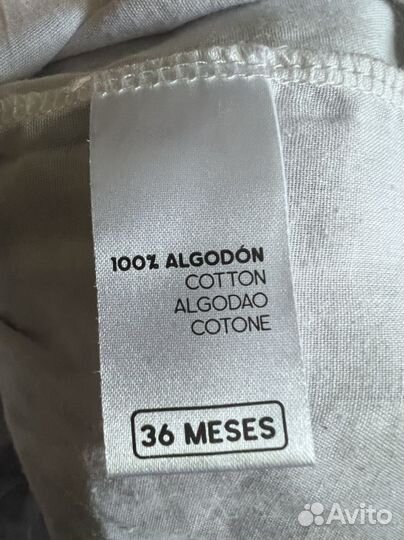 100% ALGODÓN
COTTON
ALGODAO
COTONE
36 MESES
Avito